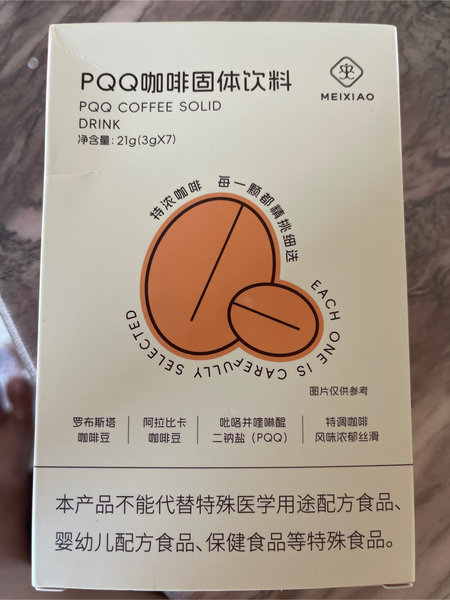 PQQ咖啡固体饮料
PQQ COFFEE SOLID
DRINK
净含量: 21g(3gX7)
MEIXIAO
特浓咖啡 每一颗都精挑细选
EACH ONE IS CAREFULLY SELECTED
图片仅供参考
罗布斯塔
咖啡豆
阿拉比卡
咖啡豆
吡咯并喹啉醌
二钠盐(PQQ)
特调咖啡
风味浓郁丝滑
本产品不能代替特殊医学用途配方食品、
婴幼儿配方食品、保健食品等特殊食品。